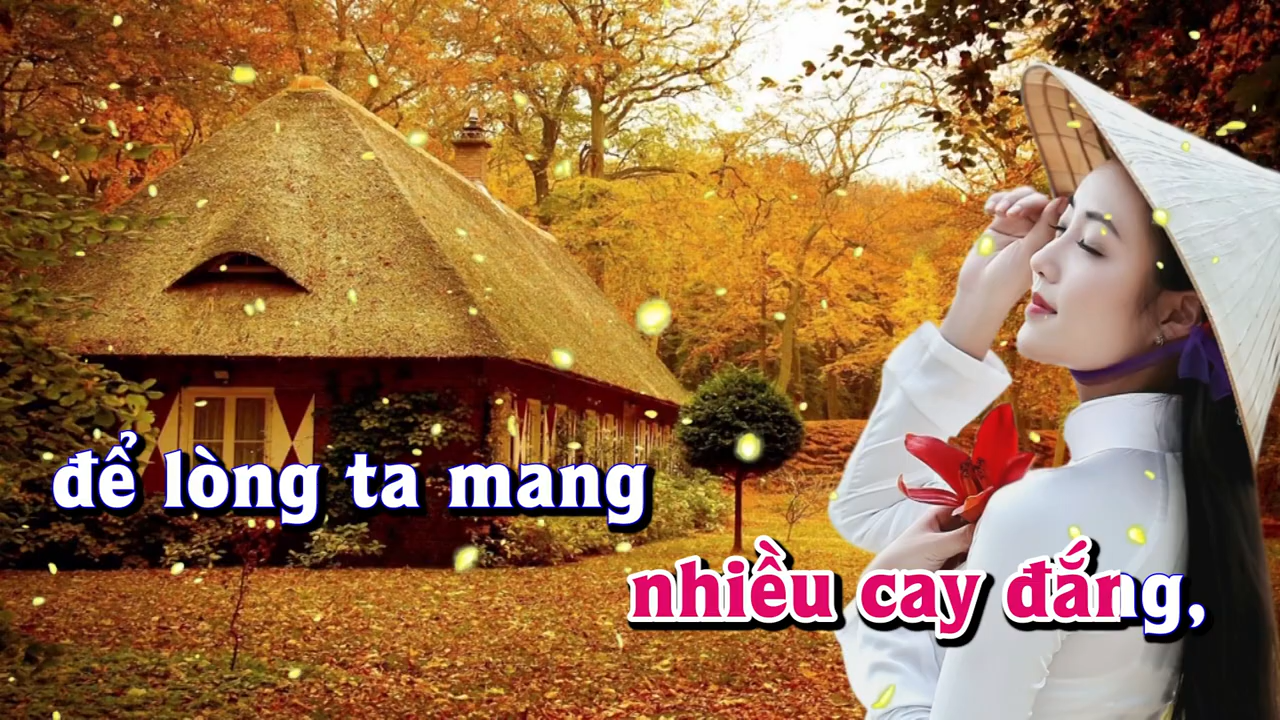 để lòng ta mang
nhiều cay đắng,